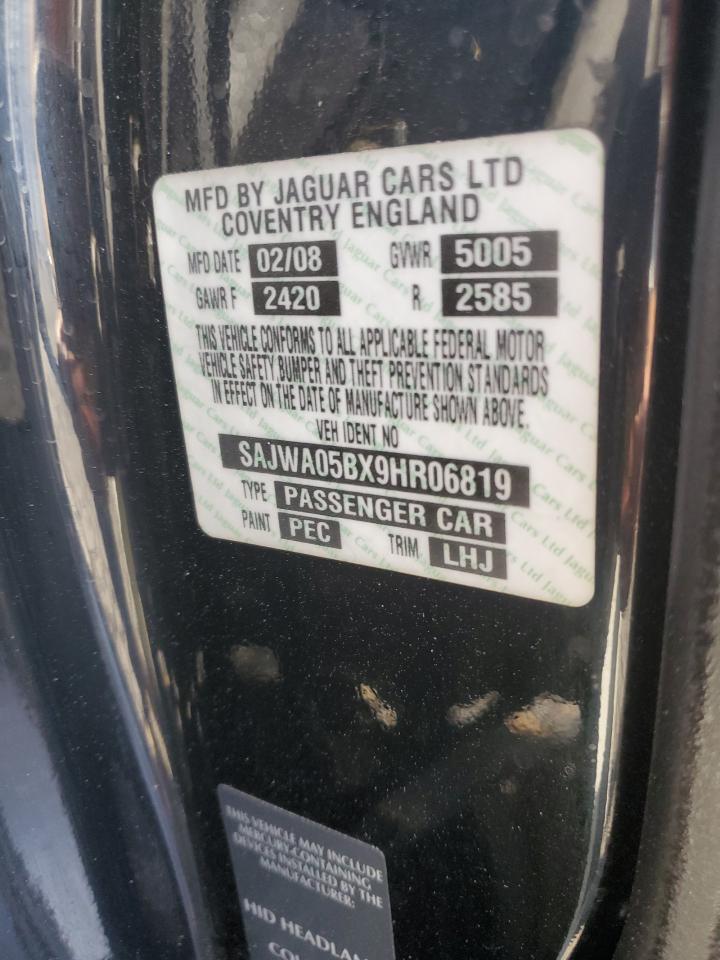 MFD BY JAGUAR CARS LTD
COVENTRY ENGLAND
MFD DATE 02/08 GVWR 5005
GAWR F 2420 R 2585
THIS VEHICLE CONFORMS TO ALL APPLICABLE FEDERAL MOTOR
VEHICLE SAFETY BUMPER AND THEFT PREVENTION STANDARDS
IN EFFECT ON THE DATE OF MANUFACTURE SHOWN ABOVE.
VEH IDENT NO
SAJWA05BX9HR06819
TYPE PASSENGER CAR
PAINT PEC TRIM LHJ
THIS VEHICLE MAY INCLUDE
MERCURY-CONTAINING
DEVICES INSTALLED BY THE
MANUFACTURER:
HID HEADLAM